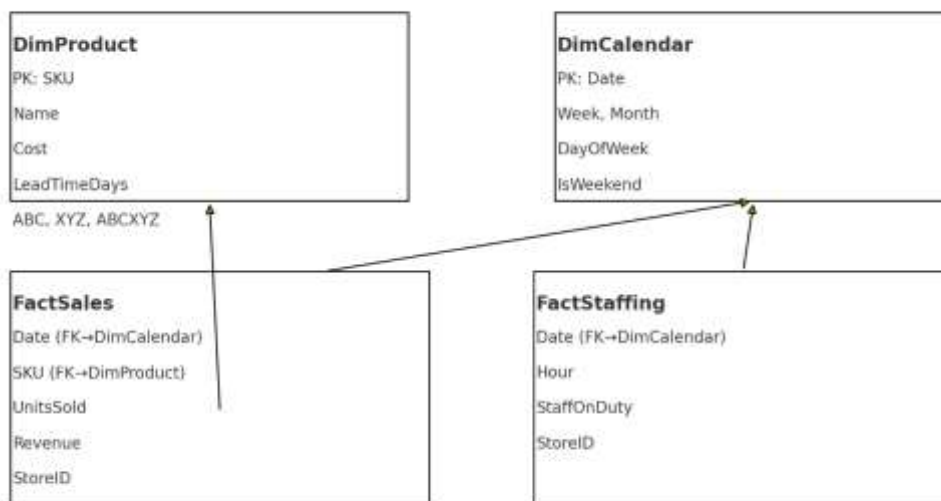 DimProduct
PK: SKU
Name
Cost
LeadTimeDays
ABC, XYZ, ABCXYZ
DimCalendar
PK: Date
Week, Month
DayOfWeek
IsWeekend
FactSales
Date (FK→DimCalendar)
SKU (FK→DimProduct)
UnitsSold
Revenue
StoreID
FactStaffing
Date (FK→DimCalendar)
Hour
StaffOnDuty
StoreID